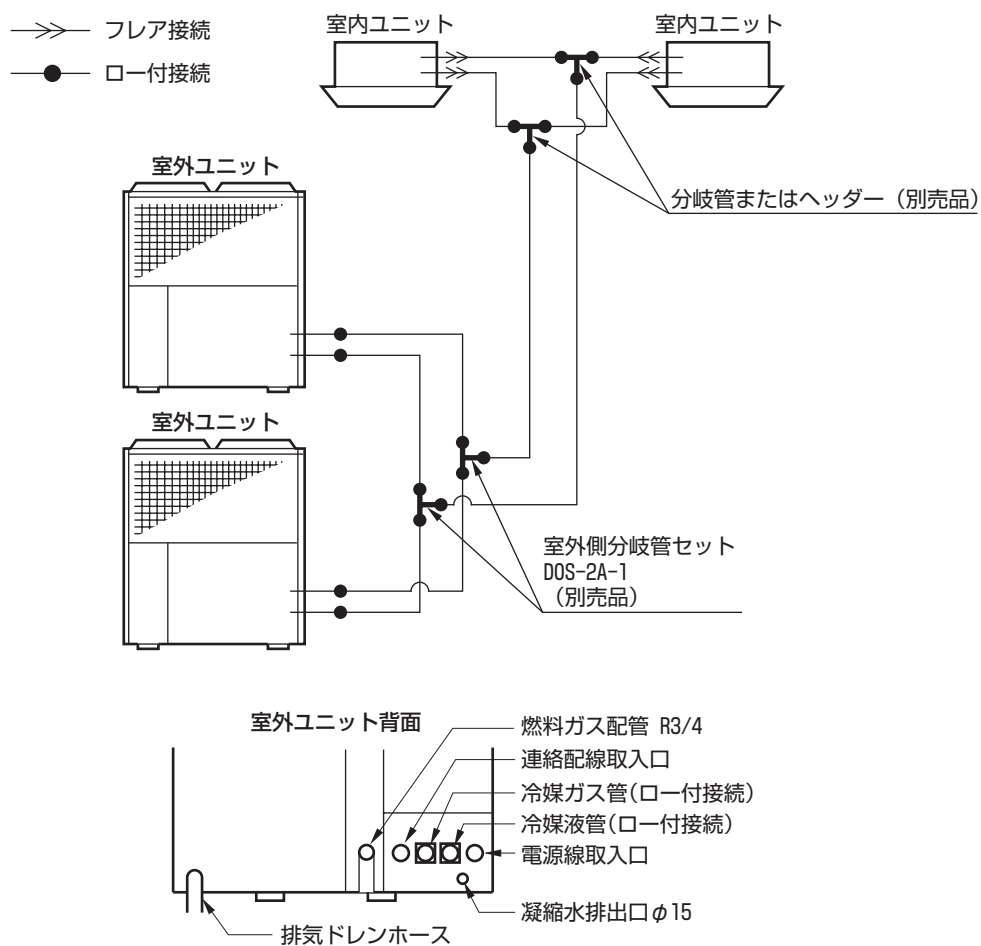 フレア接続
ロー付接続
室内ユニット
室内ユニット
分岐管またはヘッダー（別売品）
室外ユニット
室外ユニット
室外側分岐管セット
DOS-2A-1
（別売品）
室外ユニット背面
燃料ガス配管 R3/4
連絡配線取入口
冷媒ガス管(ロー付接続)
冷媒液管(ロー付接続)
電源線取入口
凝縮水排出口φ15
排気ドレンホース